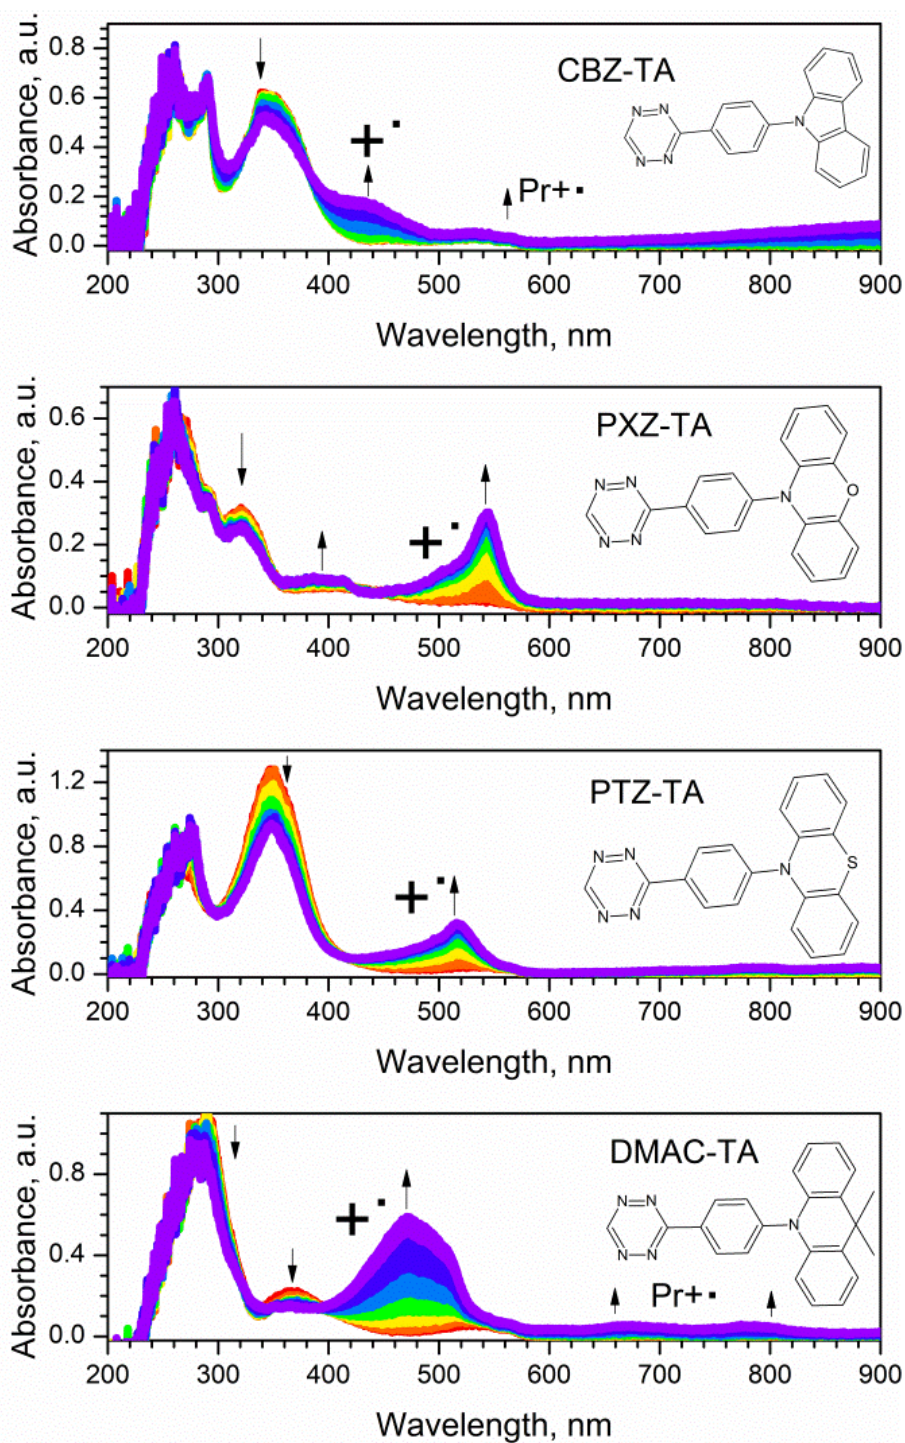 Absorbance, a.u.
0.8
0.6
0.4
0.2
0.0
CBZ-TA
N=N
N N
N
+·
Pr+·
200 300 400 500 600 700 800 900
Wavelength, nm
Absorbance, a.u.
0.6
0.4
0.2
0.0
PXZ-TA
N=N
N N
N
O
+·
200 300 400 500 600 700 800 900
Wavelength, nm
Absorbance, a.u.
1.2
0.8
0.4
0.0
PTZ-TA
N=N
N N
N
S
+·
200 300 400 500 600 700 800 900
Wavelength, nm
Absorbance, a.u.
0.8
0.4
0.0
DMAC-TA
N=N
N N
N
+·
Pr+·
200 300 400 500 600 700 800 900
Wavelength, nm